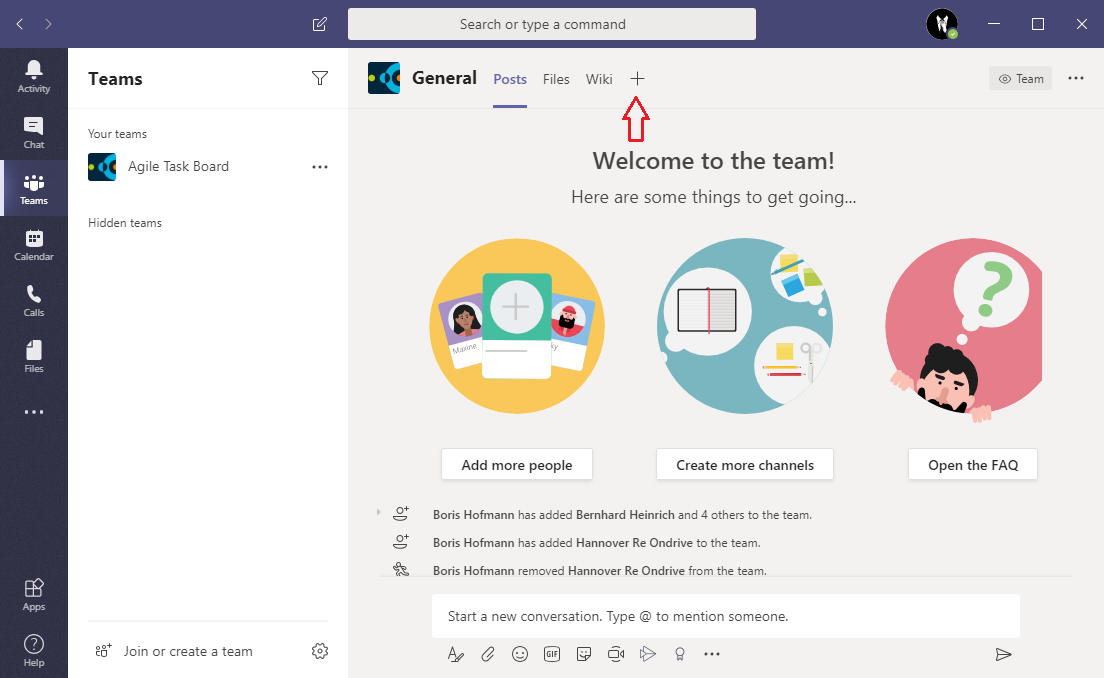 Search or type a command
Activity
Chat
Teams
Calendar
Calls
Files
Apps
Help
Teams
Your teams
Agile Task Board
Hidden teams
Join or create a team
General Posts Files Wiki
Team
Welcome to the team!
Here are some things to get going...
Maxine
ky
?
Add more people
Create more channels
Open the FAQ
Boris Hofmann has added Bernhard Heinrich and 4 others to the team.
Boris Hofmann has added Hannover Re Ondrive to the team.
Boris Hofmann removed Hannover Re Ondrive from the team.
Start a new conversation. Type @ to mention someone.
GIF